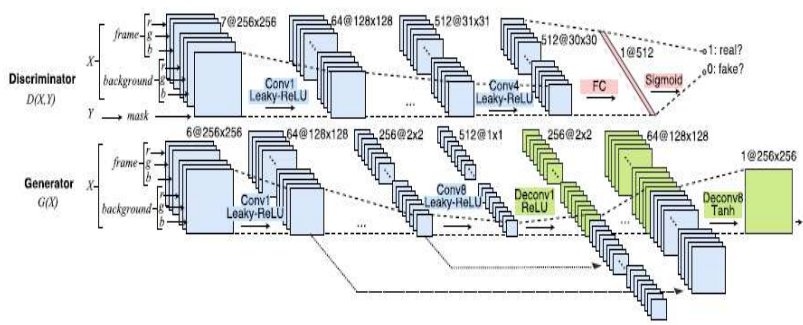 Discriminator
D(X,Y)
X
frame
r
g
b
background
r
g
b
Y
mask
7@256x256
Conv1
Leaky-ReLU
64@128x128
...
512@31x31
Conv4
Leaky-ReLU
512@30x30
FC
1@512
Sigmoid
1: real?
0: fake?
Generator
G(X)
X
frame
r
g
b
background
r
g
b
6@256x256
Conv1
Leaky-ReLU
64@128x128
...
256@2x2
Conv8
Leaky-ReLU
512@1x1
Deconv1
ReLU
256@2x2
...
64@128x128
Deconv8
Tanh
1@256x256